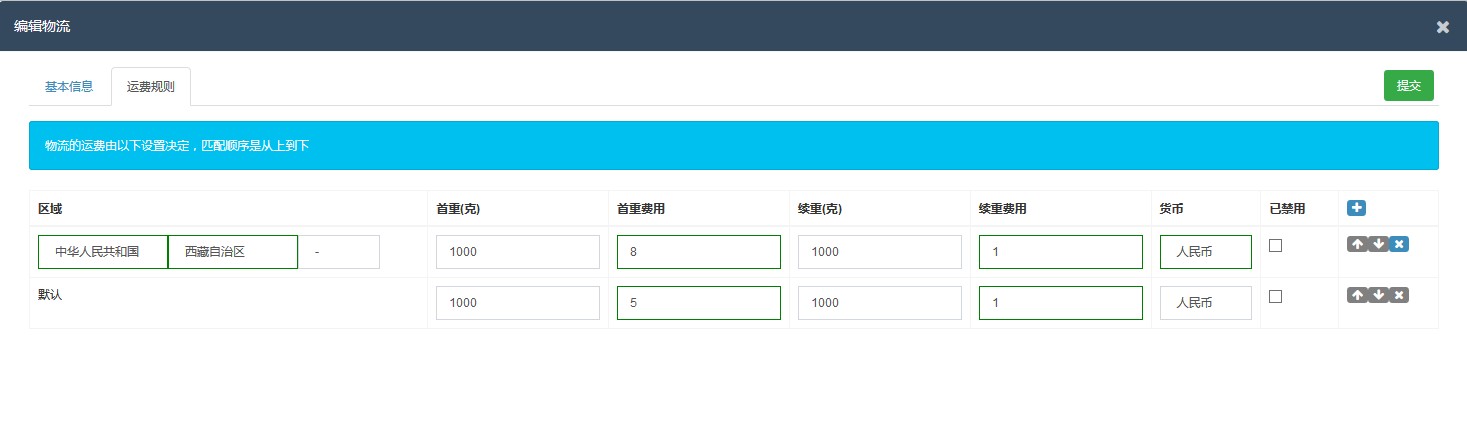 编辑物流
基本信息 运费规则 提交
物流的运费由以下设置决定，匹配顺序是从上到下
区域 首重(克) 首重费用 续重(克) 续重费用 货币 已禁用
中华人民共和国 西藏自治区 - 1000 8 1000 1 人民币
默认 1000 5 1000 1 人民币